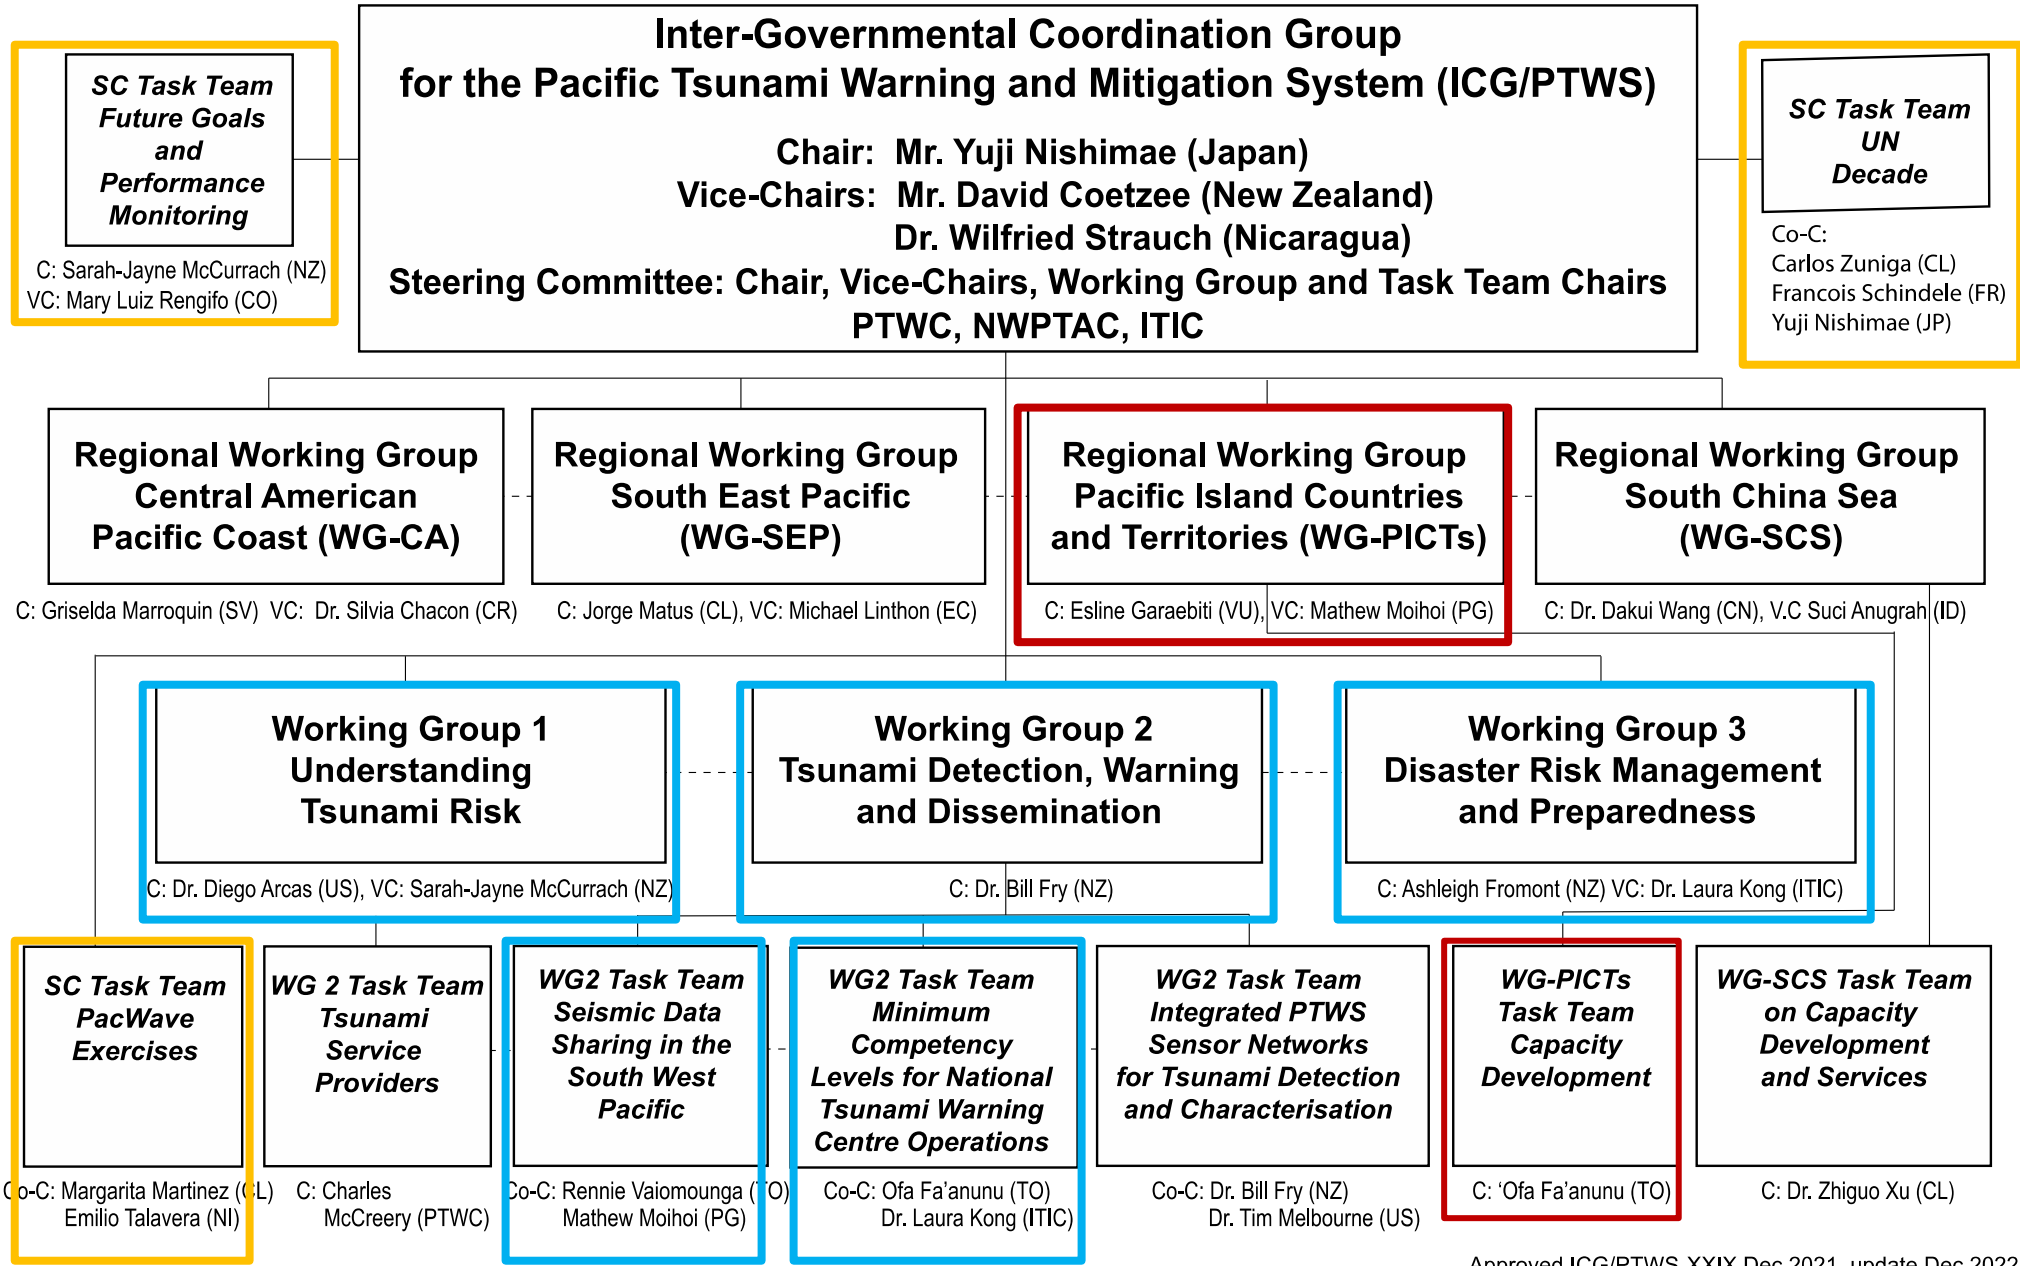 Inter-Governmental Coordination Group
for the Pacific Tsunami Warning and Mitigation System (ICG/PTWS)
Chair: Mr. Yuji Nishimae (Japan)
Vice-Chairs: Mr. David Coetzee (New Zealand)
Dr. Wilfried Strauch (Nicaragua)
Steering Committee: Chair, Vice-Chairs, Working Group and Task Team Chairs
PTWC, NWPTAC, ITIC
SC Task Team
Future Goals
and
Performance
Monitoring
C: Sarah-Jayne McCurrach (NZ)
VC: Mary Luiz Rengifo (CO)
SC Task Team
UN
Decade
Co-C:
Carlos Zuniga (CL)
Francois Schindele (FR)
Yuji Nishimae (JP)
Regional Working Group
Central American
Pacific Coast (WG-CA)
C: Griselda Marroquin (SV) VC: Dr. Silvia Chacon (CR)
Regional Working Group
South East Pacific
(WG-SEP)
C: Jorge Matus (CL), VC: Michael Linthon (EC)
Regional Working Group
Pacific Island Countries
and Territories (WG-PICTs)
C: Esline Garaebiti (VU), VC: Mathew Moihoi (PG)
Regional Working Group
South China Sea
(WG-SCS)
C: Dr. Dakui Wang (CN), V.C Suci Anugrah (ID)
Working Group 1
Understanding
Tsunami Risk
C: Dr. Diego Arcas (US), VC: Sarah-Jayne McCurrach (NZ)
Working Group 2
Tsunami Detection, Warning
and Dissemination
C: Dr. Bill Fry (NZ)
Working Group 3
Disaster Risk Management
and Preparedness
C: Ashleigh Fromont (NZ) VC: Dr. Laura Kong (ITIC)
SC Task Team
PacWave
Exercises
Co-C: Margarita Martinez (CL)
Emilio Talavera (NI)
WG 2 Task Team
Tsunami
Service
Providers
C: Charles
McCreery (PTWC)
WG2 Task Team
Seismic Data
Sharing in the
South West
Pacific
Co-C: Rennie Vaiomounga (TO)
Mathew Moihoi (PG)
WG2 Task Team
Minimum
Competency
Levels for National
Tsunami Warning
Centre Operations
Co-C: Ofa Fa'anunu (TO)
Dr. Laura Kong (ITIC)
WG2 Task Team
Integrated PTWS
Sensor Networks
for Tsunami Detection
and Characterisation
Co-C: Dr. Bill Fry (NZ)
Dr. Tim Melbourne (US)
WG-PICTs
Task Team
Capacity
Development
C: ‘Ofa Fa'anunu (TO)
WG-SCS Task Team
on Capacity
Development
and Services
C: Dr. Zhiguo Xu (CL)
Approved ICG/PTWS-XXIX Dec 2021, update Dec 2022